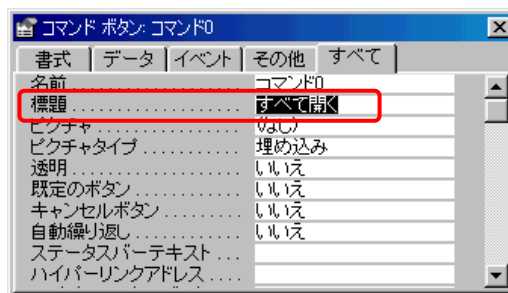 コマンド ボタン: コマンド0
書式 データ イベント その他 すべて
名前 コマンド0
標題 すべて開く
ピクチャ (なし)
ピクチャタイプ 埋め込み
透明 いいえ
既定のボタン いいえ
キャンセルボタン いいえ
自動繰り返し いいえ
ステータスバーテキスト
ハイパーリンクアドレス